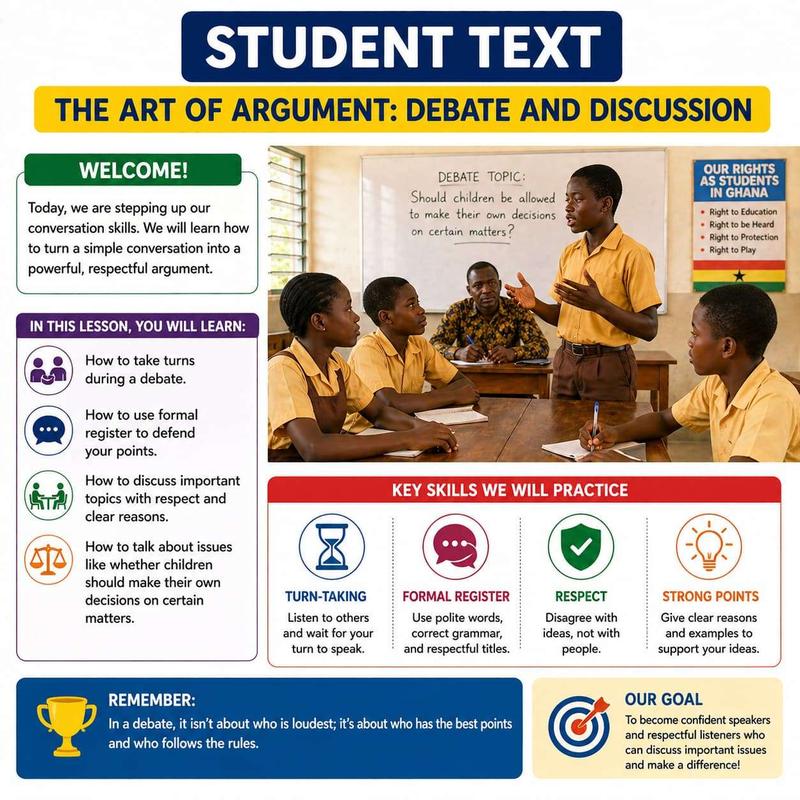 STUDENT TEXT
THE ART OF ARGUMENT: DEBATE AND DISCUSSION
WELCOME!
Today, we are stepping up our
conversation skills. We will learn how
to turn a simple conversation into a
powerful, respectful argument.
IN THIS LESSON, YOU WILL LEARN:
How to take turns
during a debate.
How to use formal
register to defend
your points.
How to discuss important
topics with respect and
clear reasons.
How to talk about issues
like whether children
should make their own
decisions on certain
matters.
DEBATE TOPIC:
Should children be allowed
to make their own decisions
on certain matters?
OUR RIGHTS
AS STUDENTS
IN GHANA
• Right to Education
• Right to be Heard
• Right to Protection
• Right to Play
KEY SKILLS WE WILL PRACTICE
TURN-TAKING
Listen to others
and wait for your
turn to speak.
FORMAL REGISTER
Use polite words,
correct grammar,
and respectful titles.
RESPECT
Disagree with
ideas, not with
people.
STRONG POINTS
Give clear reasons
and examples to
support your ideas.
REMEMBER:
In a debate, it isn't about who is loudest; it's about who has the best points
and who follows the rules.
OUR GOAL
To become confident speakers
and respectful listeners who
can discuss important issues
and make a difference!